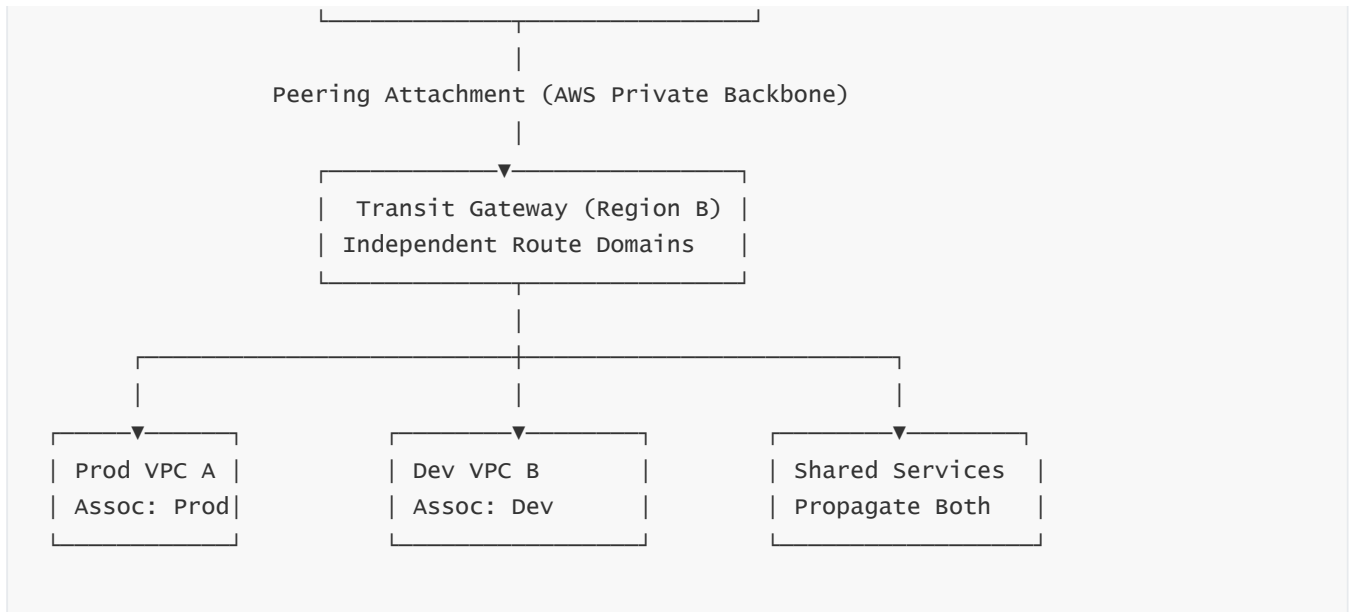 Peering Attachment (AWS Private Backbone)
Transit Gateway (Region B)
Independent Route Domains
Prod VPC A Dev VPC B Shared Services
Assoc: Prod Assoc: Dev Propagate Both